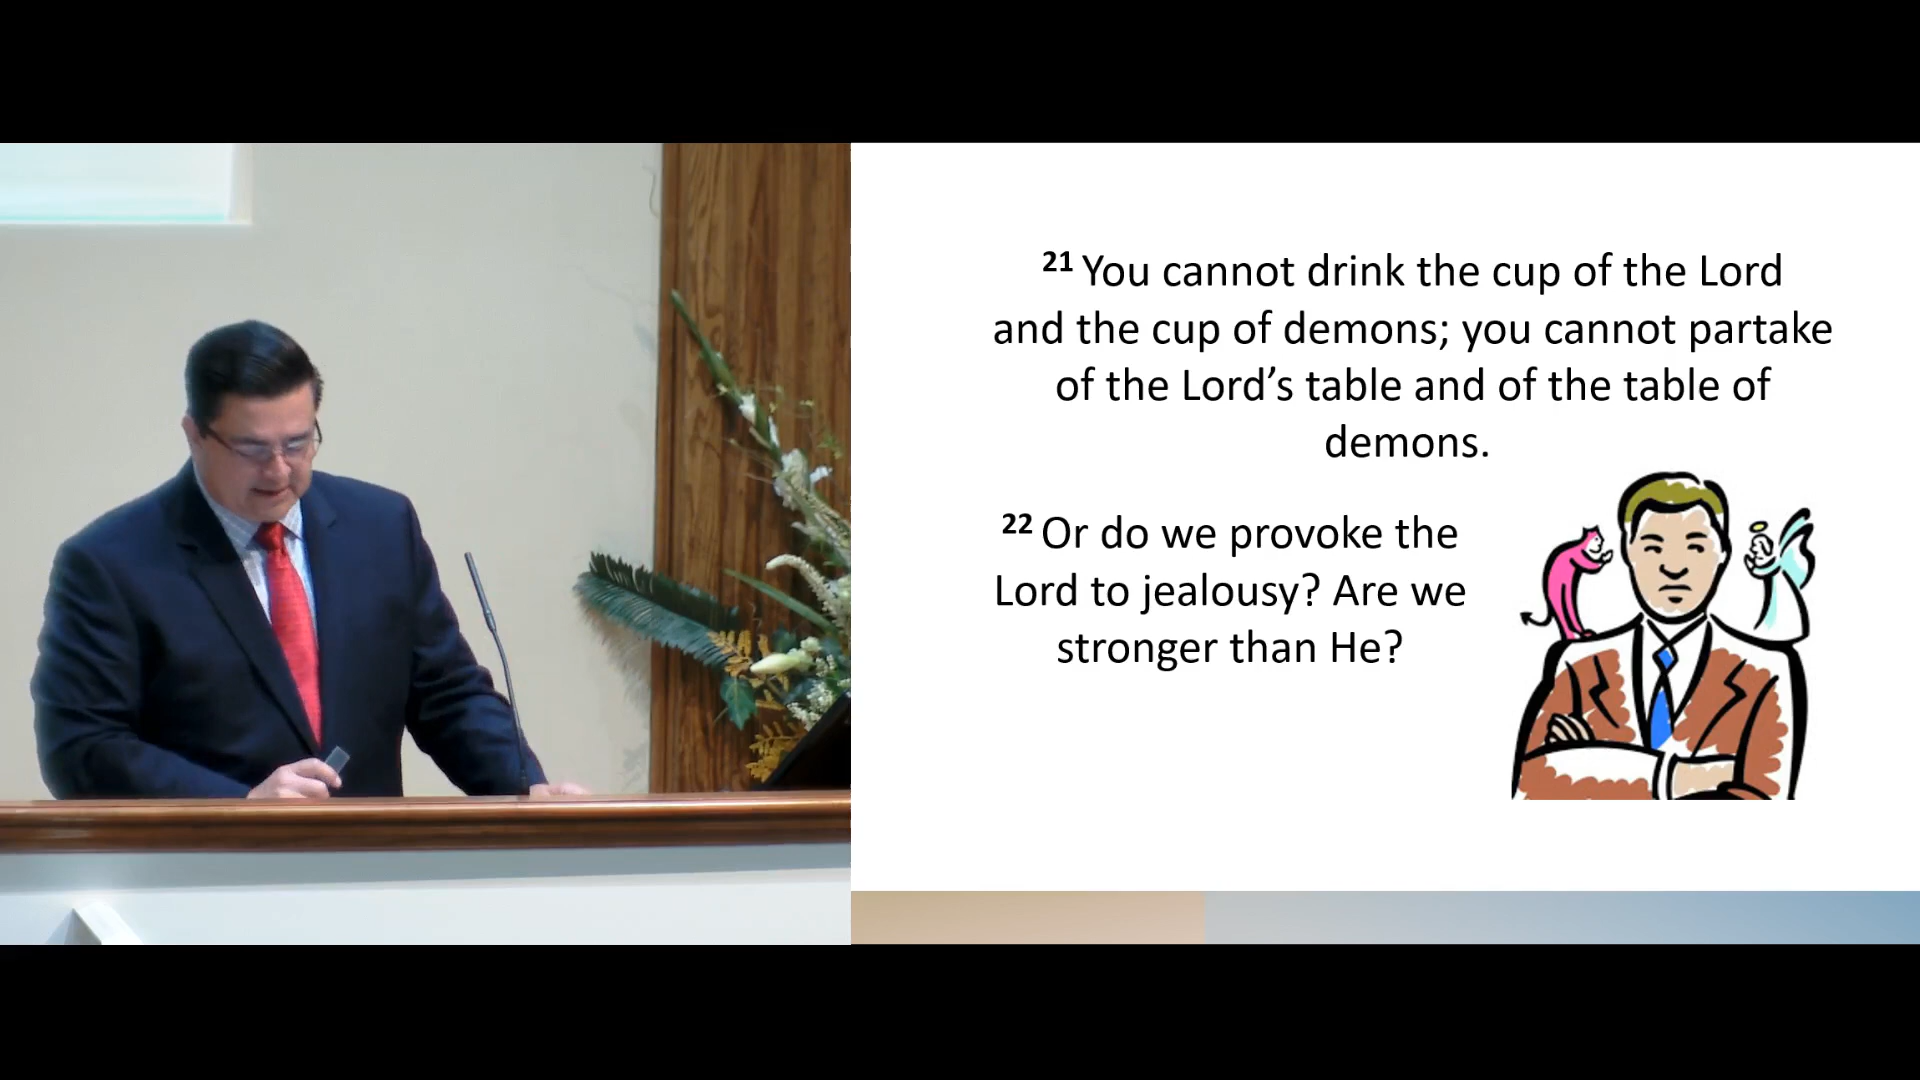 21 You cannot drink the cup of the Lord
and the cup of demons; you cannot partake
of the Lord’s table and of the table of
demons.
22 Or do we provoke the
Lord to jealousy? Are we
stronger than He?